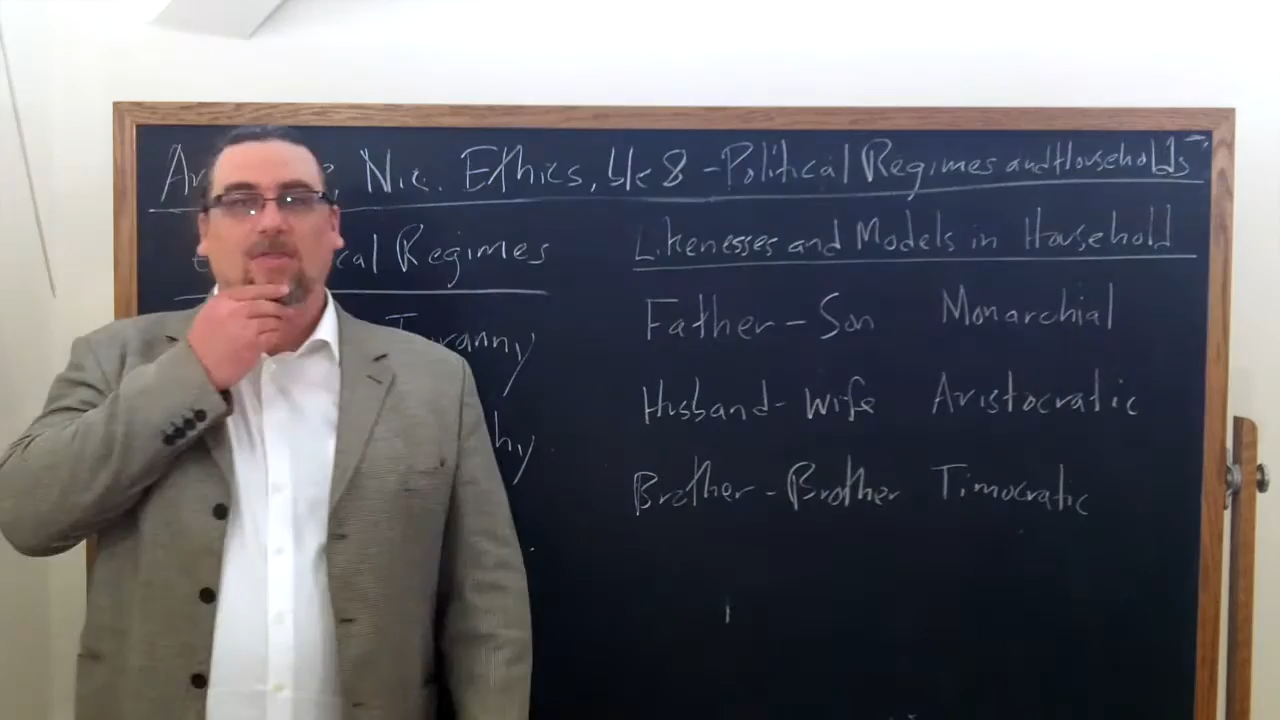 Nic. Ethics, bk 8 - Political Regimes and Households
Regimes
Likenesses and Models in Household
Father - Son Monarchial
Husband - Wife Aristocratic
Brother - Brother Timocratic